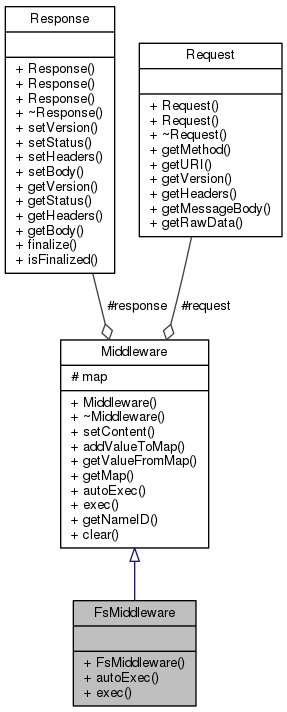 Response
+ Response()
+ Response()
+ Response()
+ ~Response()
+ setVersion()
+ setStatus()
+ setHeaders()
+ setBody()
+ getVersion()
+ getStatus()
+ getHeaders()
+ getBody()
+ finalize()
+ isFinalized()
Request
+ Request()
+ Request()
+ ~Request()
+ getMethod()
+ getURI()
+ getVersion()
+ getHeaders()
+ getMessageBody()
+ getRawData()
#response
#request
Middleware
# map
+ Middleware()
+ ~Middleware()
+ setContent()
+ addValueToMap()
+ getValueFromMap()
+ getMap()
+ autoExec()
+ exec()
+ getNameID()
+ clear()
FsMiddleware
+ FsMiddleware()
+ autoExec()
+ exec()